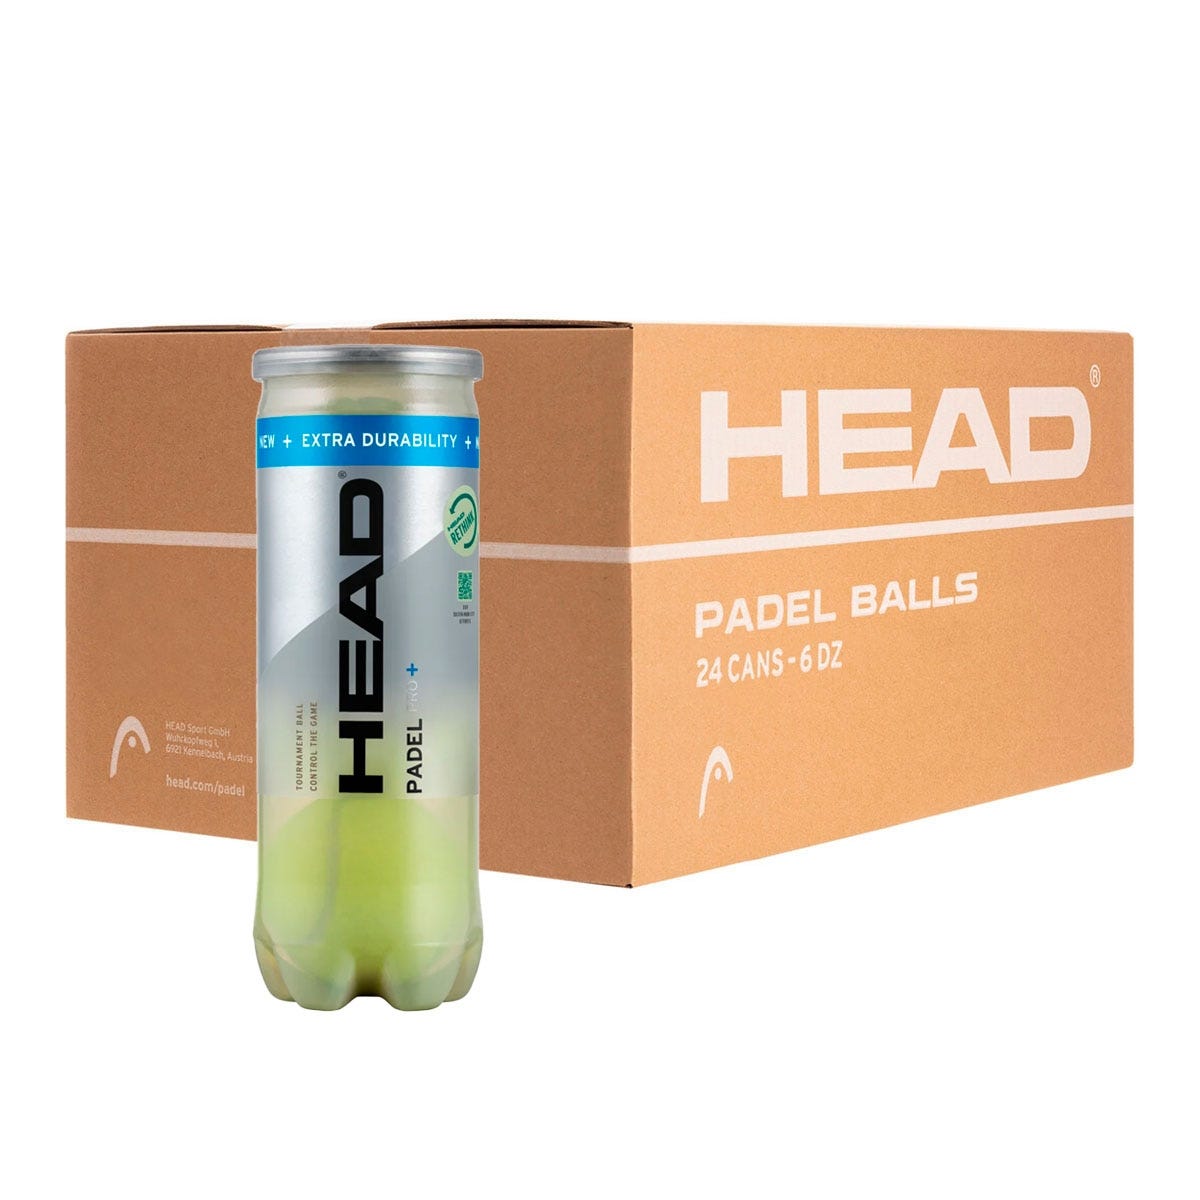 HEAD®
PADEL BALLS
24 CANS - 6 DZ
HEAD Sport GmbH
Wuhrkopfweg 1,
6921 Kennelbach, Austria
head.com/padel
NEW + EXTRA DURABILITY +
HEAD®
PADEL PRO+
TOURNAMENT BALL
CONTROL THE GAME
HEAD
RETHINK